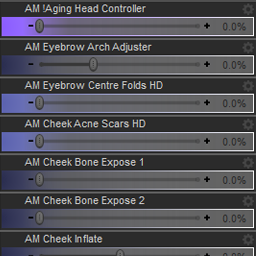 AM !Aging Head Controller
- + 0.0%
AM Eyebrow Arch Adjuster
- + 0.0%
AM Eyebrow Centre Folds HD
- + 0.0%
AM Cheek Acne Scars HD
- + 0.0%
AM Cheek Bone Expose 1
- + 0.0%
AM Cheek Bone Expose 2
- + 0.0%
AM Cheek Inflate
- + 0.0%